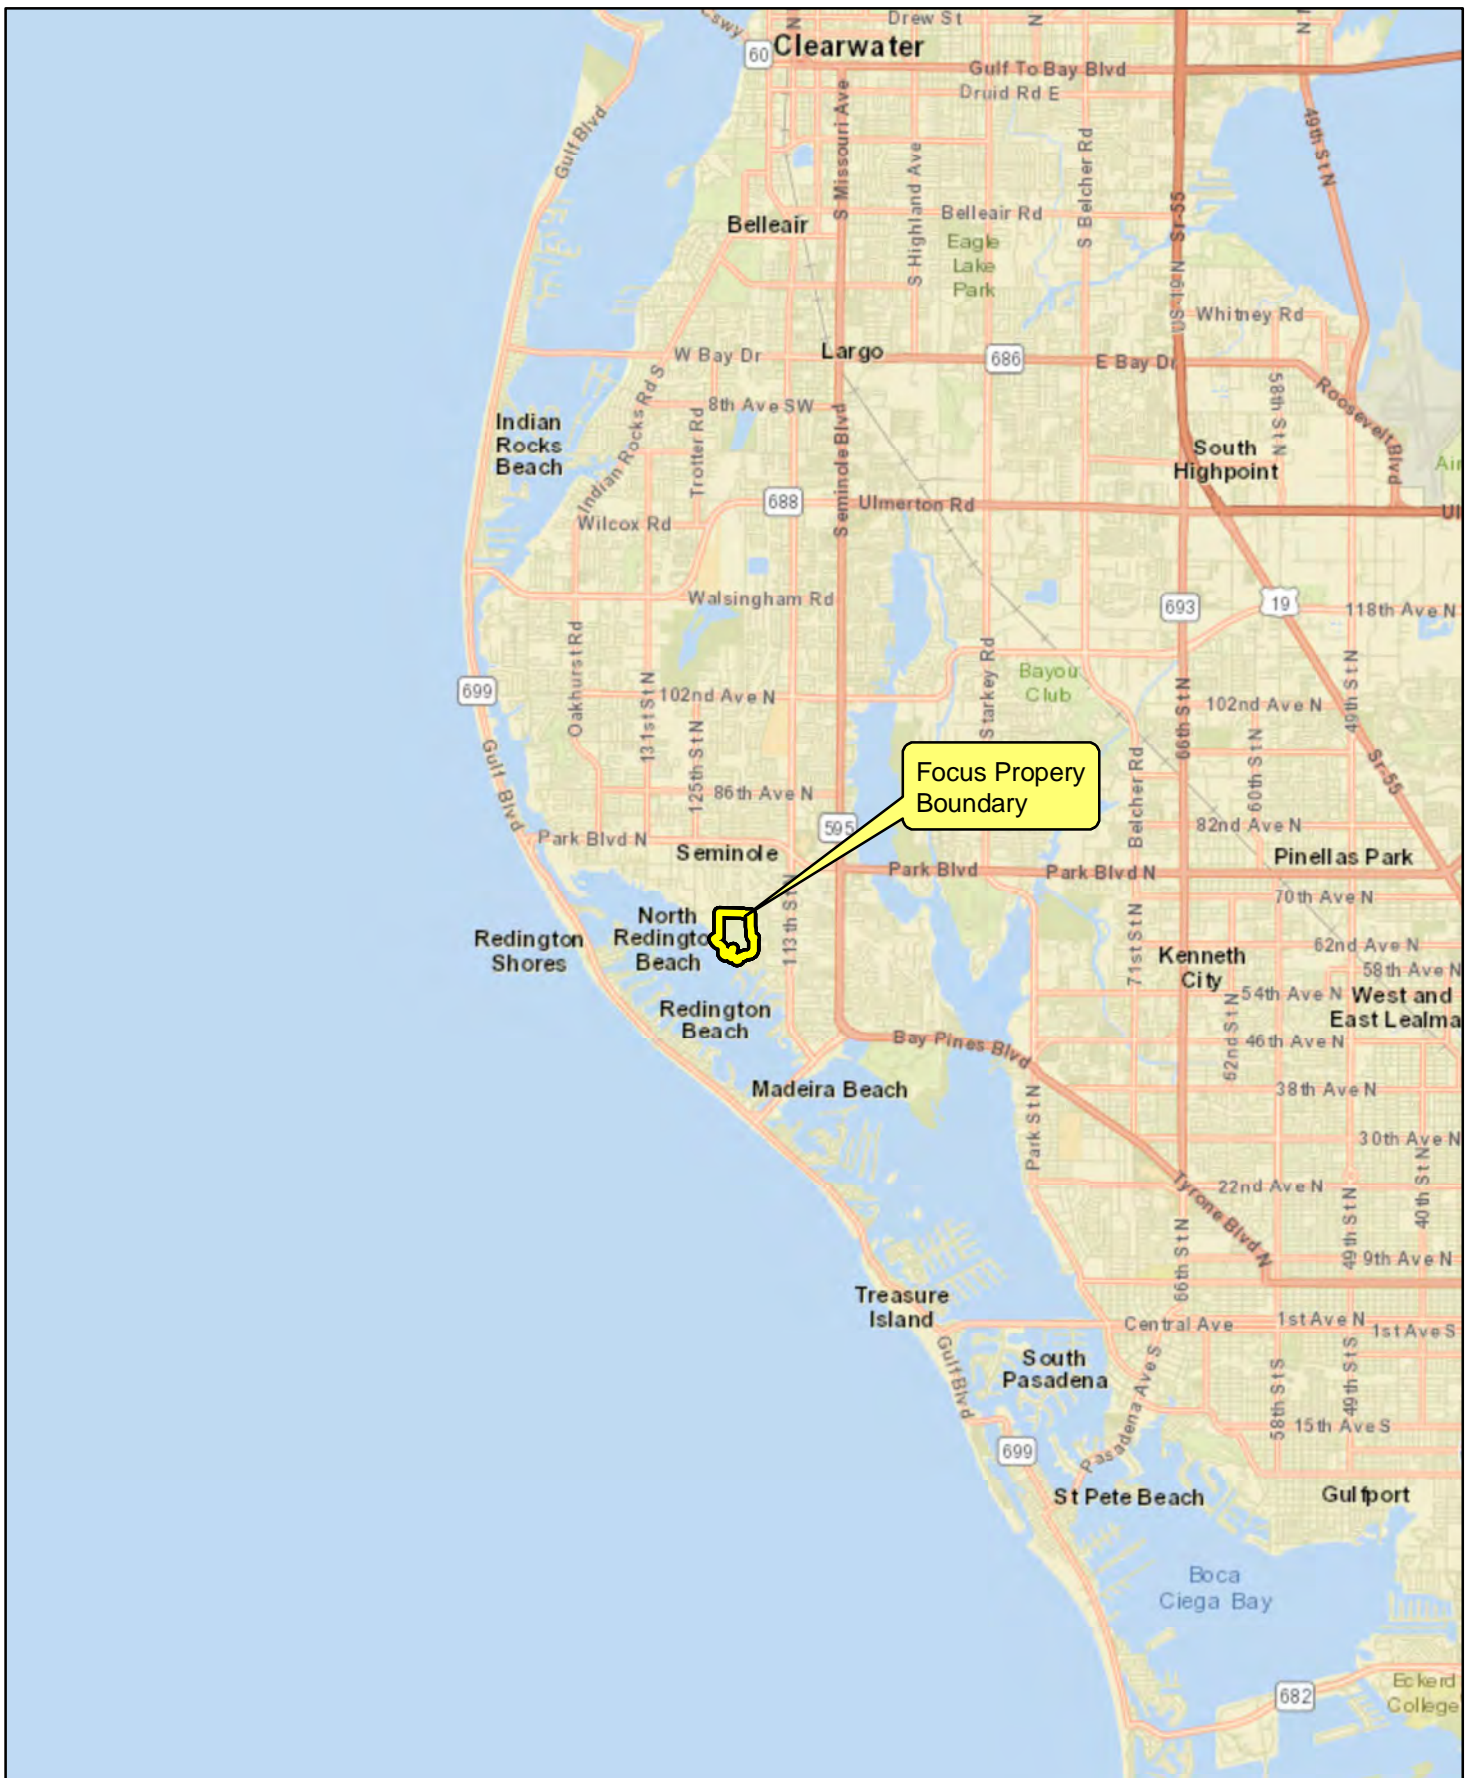 Cswy
N
Drew St
N
N
60
Clearwater
Gulf To Bay Blvd
Druid Rd E
Gulf Blvd
S Missouri Ave
S Highland Ave
S Belcher Rd
49th St N
Belleair
Belleair Rd
Eagle
Lake
Park
US-19 N
Sr-55
Whitney Rd
W Bay Dr
Largo
686
E Bay Dr
Roosevelt Blvd
58th St N
8th Ave SW
Indian
Rocks
Beach
Indian Rocks Rd S
Trotter Rd
Seminole Blvd
South
Highpoint
Air
688
Ulmerton Rd
Ul
Wilcox Rd
Walsingham Rd
693
19
118th Ave N
Oakhurst Rd
131st St N
Starkey Rd
Bayou
Club
66th St N
49th St N
699
102nd Ave N
102nd Ave N
Gulf Blvd
125th St N
Focus Propery
Boundary
Belcher Rd
60th St N
Sr-55
86th Ave N
595
82nd Ave N
Park Blvd N
Seminole
Park Blvd
Park Blvd N
Pinellas Park
70th Ave N
113th St N
71st St N
North
Redingto
Beach
Redington
Shores
Kenneth
City
62nd Ave N
58th Ave N
54th Ave N
West and
East Lealma
Redington
Beach
62nd St N
46th Ave N
Bay Pines Blvd
Madeira Beach
38th Ave N
Park St N
30th Ave N
40th St N
22nd Ave N
Tyrone Blvd N
66th St N
49th St N
9th Ave N
Treasure
Island
Central Ave
1st Ave N
1st Ave S
Gulf Blvd
South
Pasadena
Pasadena Ave S
58th St S
49th St S
15th Ave S
699
St Pete Beach
Gulfport
Boca
Ciega Bay
682
Eckerd
College